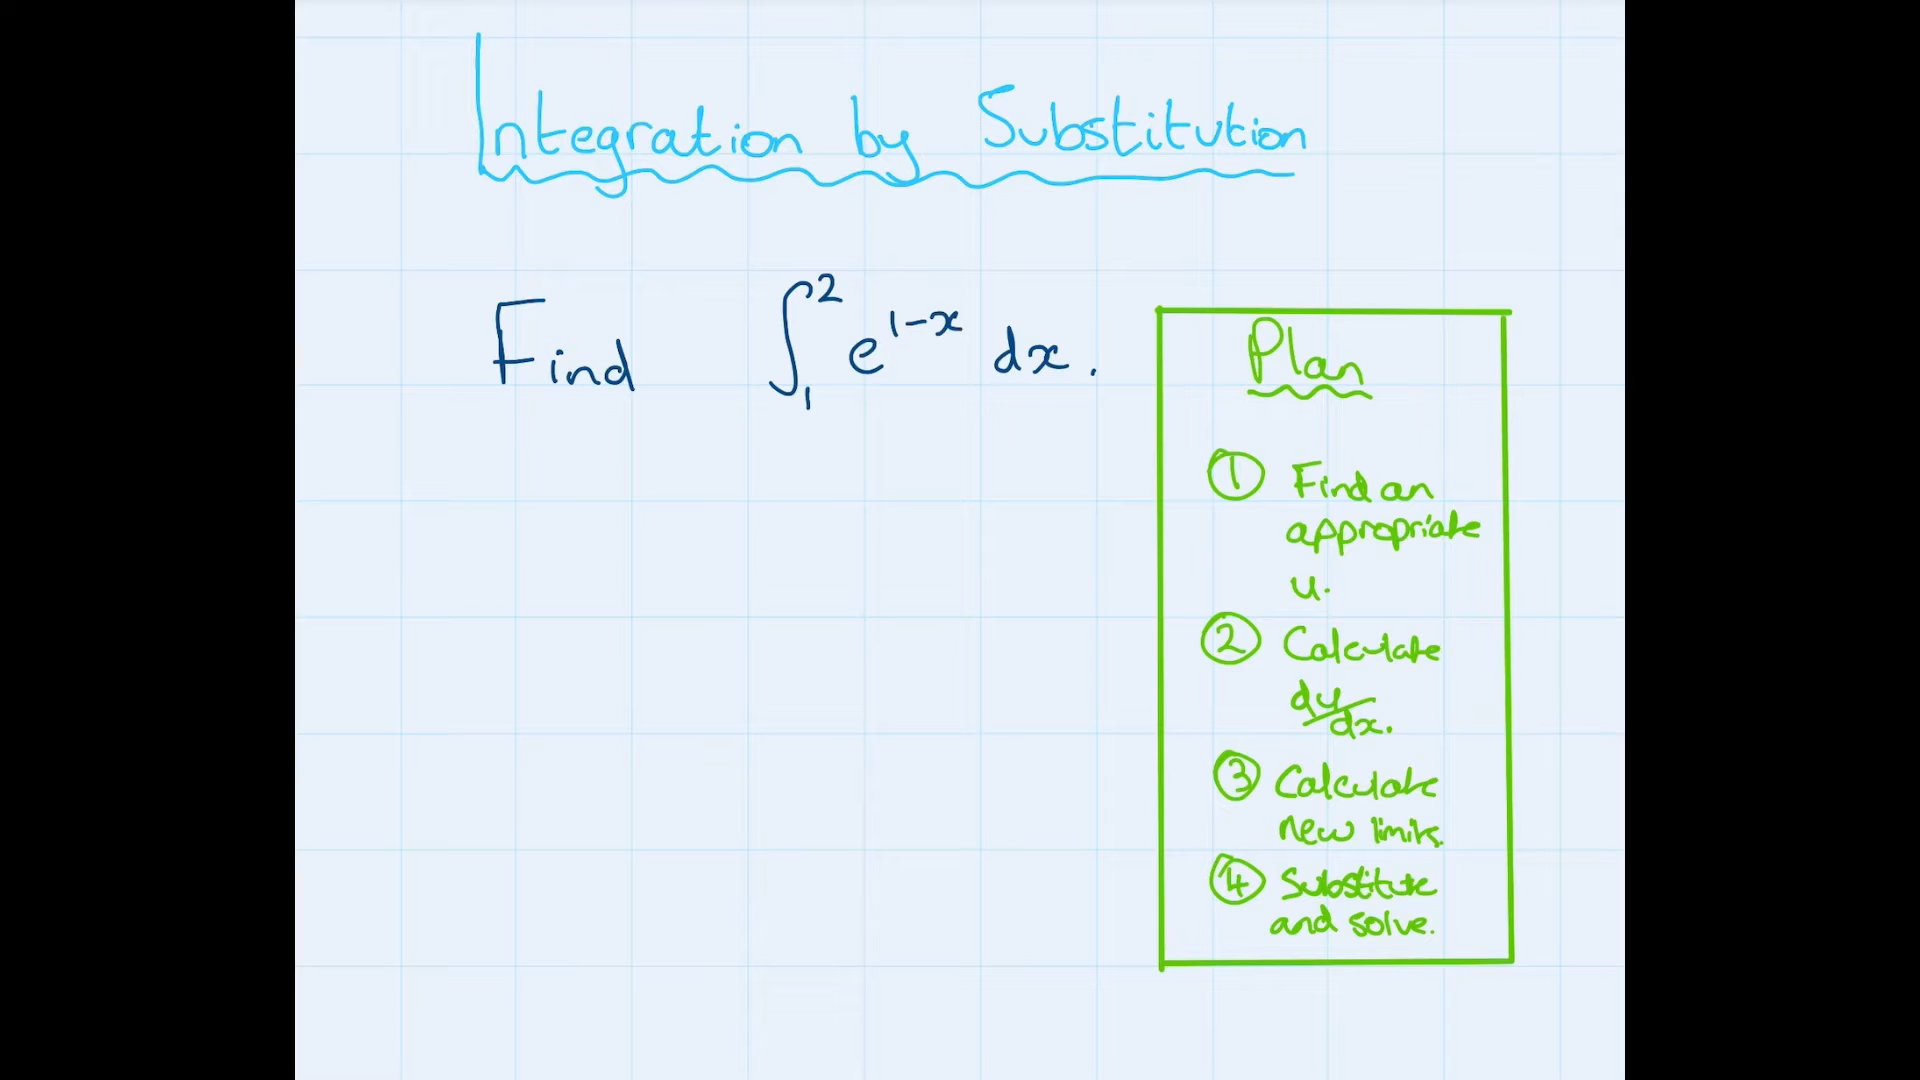 Integration by Substitution
Find ∫₁² e^{1-x} dx.
Plan
① Find an
appropriate
u.
② Calculate
du/dx.
③ Calculate
new limits.
④ Substitute
and solve.